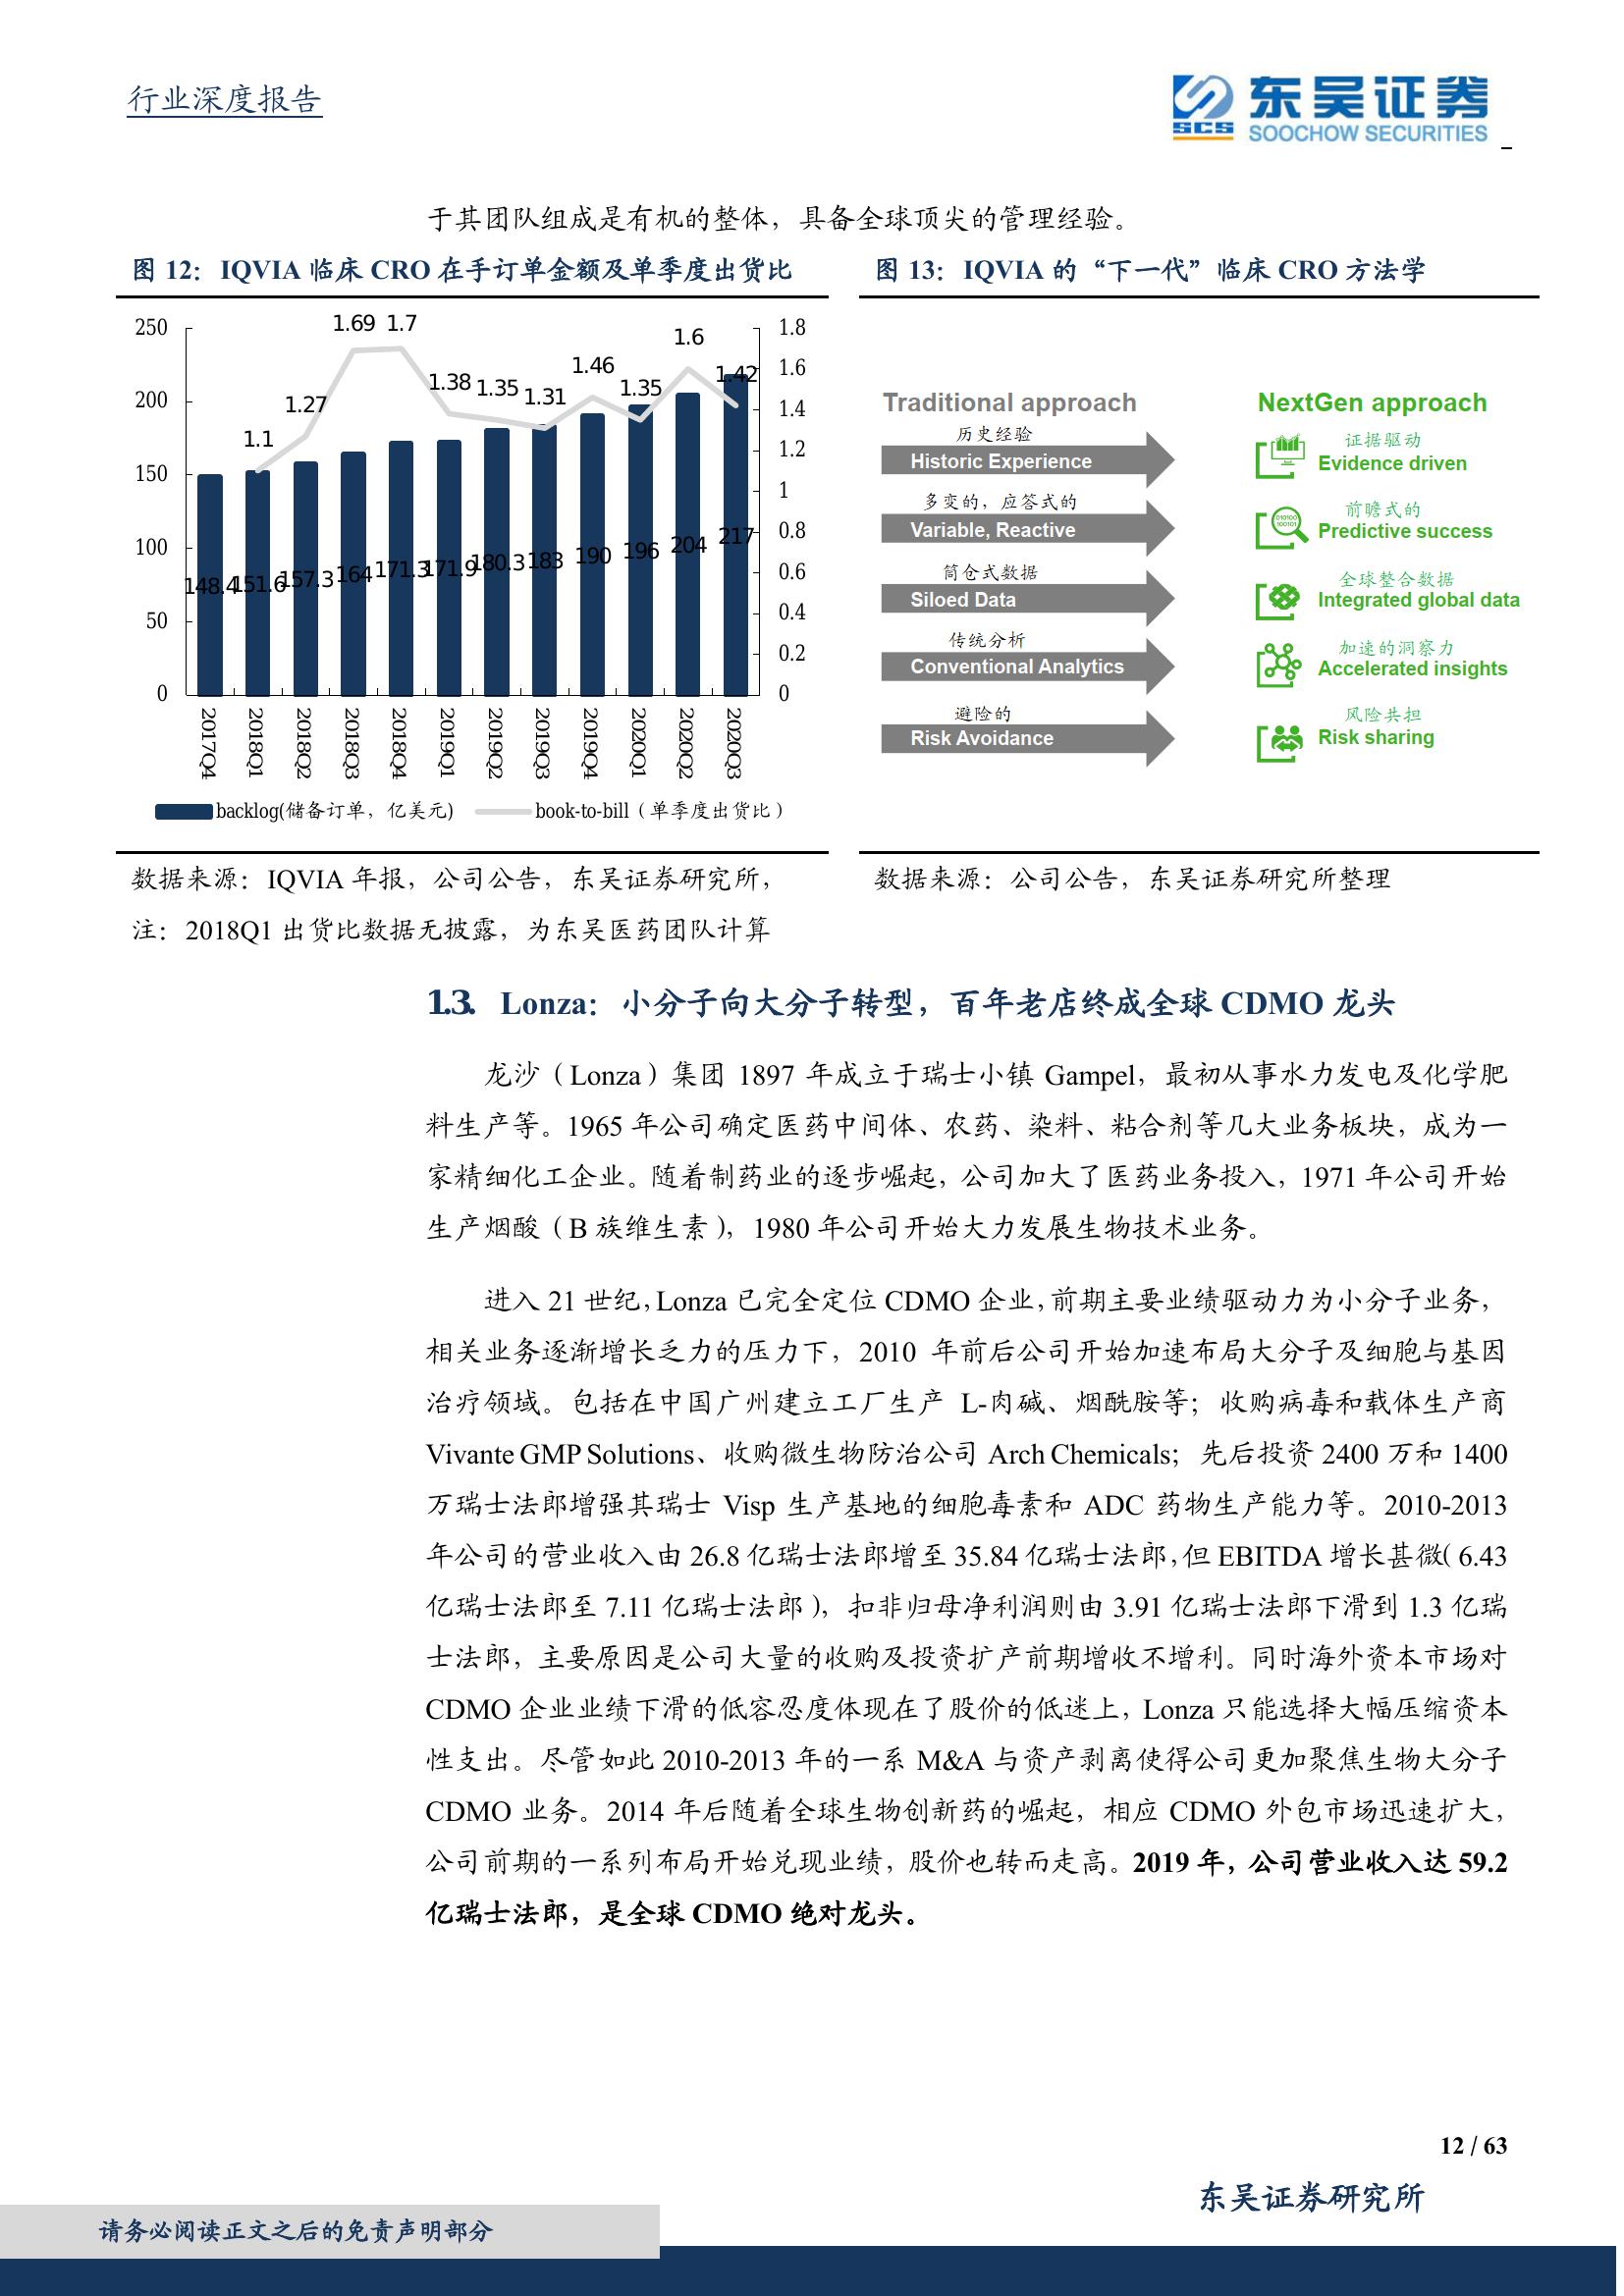 行业深度报告
SCS
东吴证券
SOOCHOW SECURITIES
于其团队组成是有机的整体，具备全球顶尖的管理经验。
图 12：IQVIA 临床 CRO 在手订单金额及单季度出货比
250
200
150
100
50
0
1.8
1.6
1.4
1.2
1
0.8
0.6
0.4
0.2
0
1.1
1.27
1.69
1.7
1.38
1.35
1.31
1.46
1.35
1.6
1.42
148.4
151.6
157.3
164
171.3
171.9
180.3
183
190
196
204
217
2017Q4
2018Q1
2018Q2
2018Q3
2018Q4
2019Q1
2019Q2
2019Q3
2019Q4
2020Q1
2020Q2
2020Q3
backlog(储备订单，亿美元)
book-to-bill（单季度出货比）
数据来源：IQVIA 年报，公司公告，东吴证券研究所，
注：2018Q1 出货比数据无披露，为东吴医药团队计算
图 13：IQVIA 的“下一代”临床 CRO 方法学
Traditional approach
历史经验
Historic Experience
多变的，应答式的
Variable, Reactive
筒仓式数据
Siloed Data
传统分析
Conventional Analytics
避险的
Risk Avoidance
NextGen approach
证据驱动
Evidence driven
前瞻式的
Predictive success
全球整合数据
Integrated global data
加速的洞察力
Accelerated insights
风险共担
Risk sharing
数据来源：公司公告，东吴证券研究所整理
1.3. Lonza：小分子向大分子转型，百年老店终成全球 CDMO 龙头
龙沙（Lonza）集团 1897 年成立于瑞士小镇 Gampel，最初从事水力发电及化学肥
料生产等。1965 年公司确定医药中间体、农药、染料、粘合剂等几大业务板块，成为一
家精细化工企业。随着制药业的逐步崛起，公司加大了医药业务投入，1971 年公司开始
生产烟酸（B 族维生素），1980 年公司开始大力发展生物技术业务。
进入 21 世纪，Lonza 已完全定位 CDMO 企业，前期主要业绩驱动力为小分子业务，
相关业务逐渐增长乏力的压力下，2010 年前后公司开始加速布局大分子及细胞与基因
治疗领域。包括在中国广州建立工厂生产 L-肉碱、烟酰胺等；收购病毒和载体生产商
Vivante GMP Solutions、收购微生物防治公司 Arch Chemicals；先后投资 2400 万和 1400
万瑞士法郎增强其瑞士 Visp 生产基地的细胞毒素和 ADC 药物生产能力等。2010-2013
年公司的营业收入由 26.8 亿瑞士法郎增至 35.84 亿瑞士法郎，但 EBITDA 增长甚微（6.43
亿瑞士法郎至 7.11 亿瑞士法郎），扣非归母净利润则由 3.91 亿瑞士法郎下滑到 1.3 亿瑞
士法郎，主要原因是公司大量的收购及投资扩产前期增收不增利。同时海外资本市场对
CDMO 企业业绩下滑的低容忍度体现在了股价的低迷上，Lonza 只能选择大幅压缩资本
性支出。尽管如此 2010-2013 年的一系 M&A 与资产剥离使得公司更加聚焦生物大分子
CDMO 业务。2014 年后随着全球生物创新药的崛起，相应 CDMO 外包市场迅速扩大，
公司前期的一系列布局开始兑现业绩，股价也转而走高。2019 年，公司营业收入达 59.2
亿瑞士法郎，是全球 CDMO 绝对龙头。
12 / 63
东吴证券研究所
请务必阅读正文之后的免责声明部分